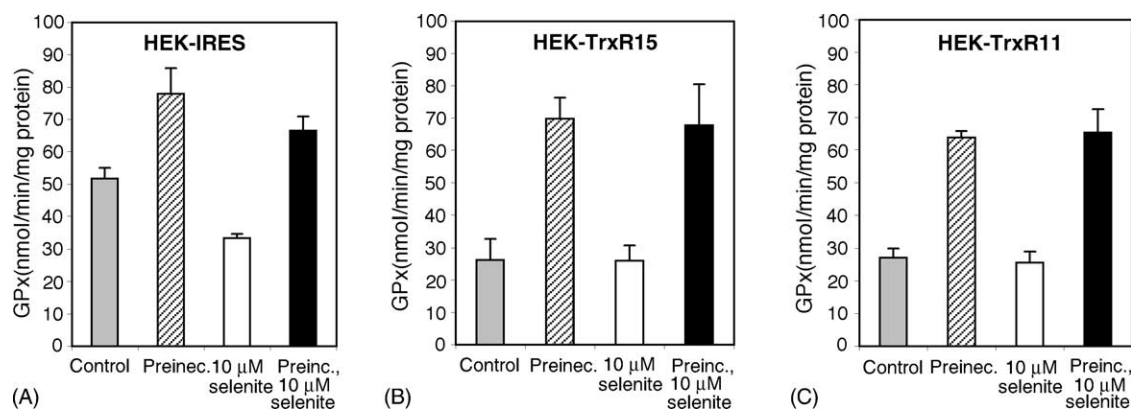 HEK-IRES
GPx(nmol/min/mg protein)
100
90
80
70
60
50
40
30
20
10
0
Control Preinec. 10 μM Preinc.,
selenite 10 μM
selenite
(A)
HEK-TrxR15
GPx(nmol/min/mg protein)
100
90
80
70
60
50
40
30
20
10
0
Control Preinec. 10 μM Preinc.,
selenite 10 μM
selenite
(B)
HEK-TrxR11
GPx(nmol/min/mg protein)
100
90
80
70
60
50
40
30
20
10
0
Control Preinec. 10 μM Preinc.,
selenite 10 μM
selenite
(C)